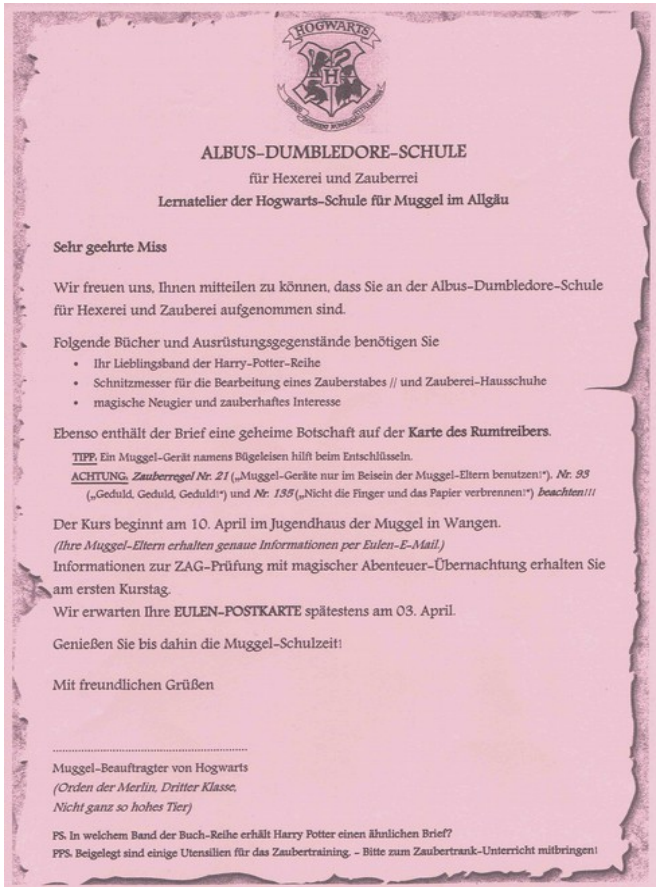 HOGWARTS
H
ALBUS-DUMBLEDORE-SCHULE
für Hexerei und Zauberrei
Lernatelier der Hogwarts-Schule für Muggel im Allgäu
Sehr geehrte Miss
Wir freuen uns, Ihnen mitteilen zu können, dass Sie an der Albus-Dumbledore-Schule
für Hexerei und Zauberei aufgenommen sind.
Folgende Bücher und Ausrüstungsgegenstände benötigen Sie
• Ihr Lieblingsband der Harry-Potter-Reihe
• Schnitzmesser für die Bearbeitung eines Zauberstabes // und Zauberei-Hausschuhe
• magische Neugier und zauberhaftes Interesse
Ebenso enthält der Brief eine geheime Botschaft auf der Karte des Rumtreibers.
TIPP: Ein Muggel-Gerät namens Bügeleisen hilft beim Entschlüsseln.
ACHTUNG: Zauberregel Nr. 21 („Muggel-Geräte nur im Beisein der Muggel-Eltern benutzen!“), Nr. 93
(„Geduld, Geduld, Geduld!“) und Nr. 135 („Nicht die Finger und das Papier verbrennen!“) beachten!!!
Der Kurs beginnt am 10. April im Jugendhaus der Muggel in Wangen.
(Ihre Muggel-Eltern erhalten genaue Informationen per Eulen-E-Mail.)
Informationen zur ZAG-Prüfung mit magischer Abenteuer-Übernachtung erhalten Sie
am ersten Kurstag.
Wir erwarten Ihre EULEN-POSTKARTE spätestens am 03. April.
Genießen Sie bis dahin die Muggel-Schulzeit!
Mit freundlichen Grüßen
Muggel-Beauftragter von Hogwarts
(Orden der Merlin, Dritter Klasse,
Nicht ganz so hohes Tier)
PS. In welchem Band der Buch-Reihe erhält Harry Potter einen ähnlichen Brief?
PPS. Beigelegt sind einige Utensilien für das Zaubertraining. – Bitte zum Zaubertrank-Unterricht mitbringen!